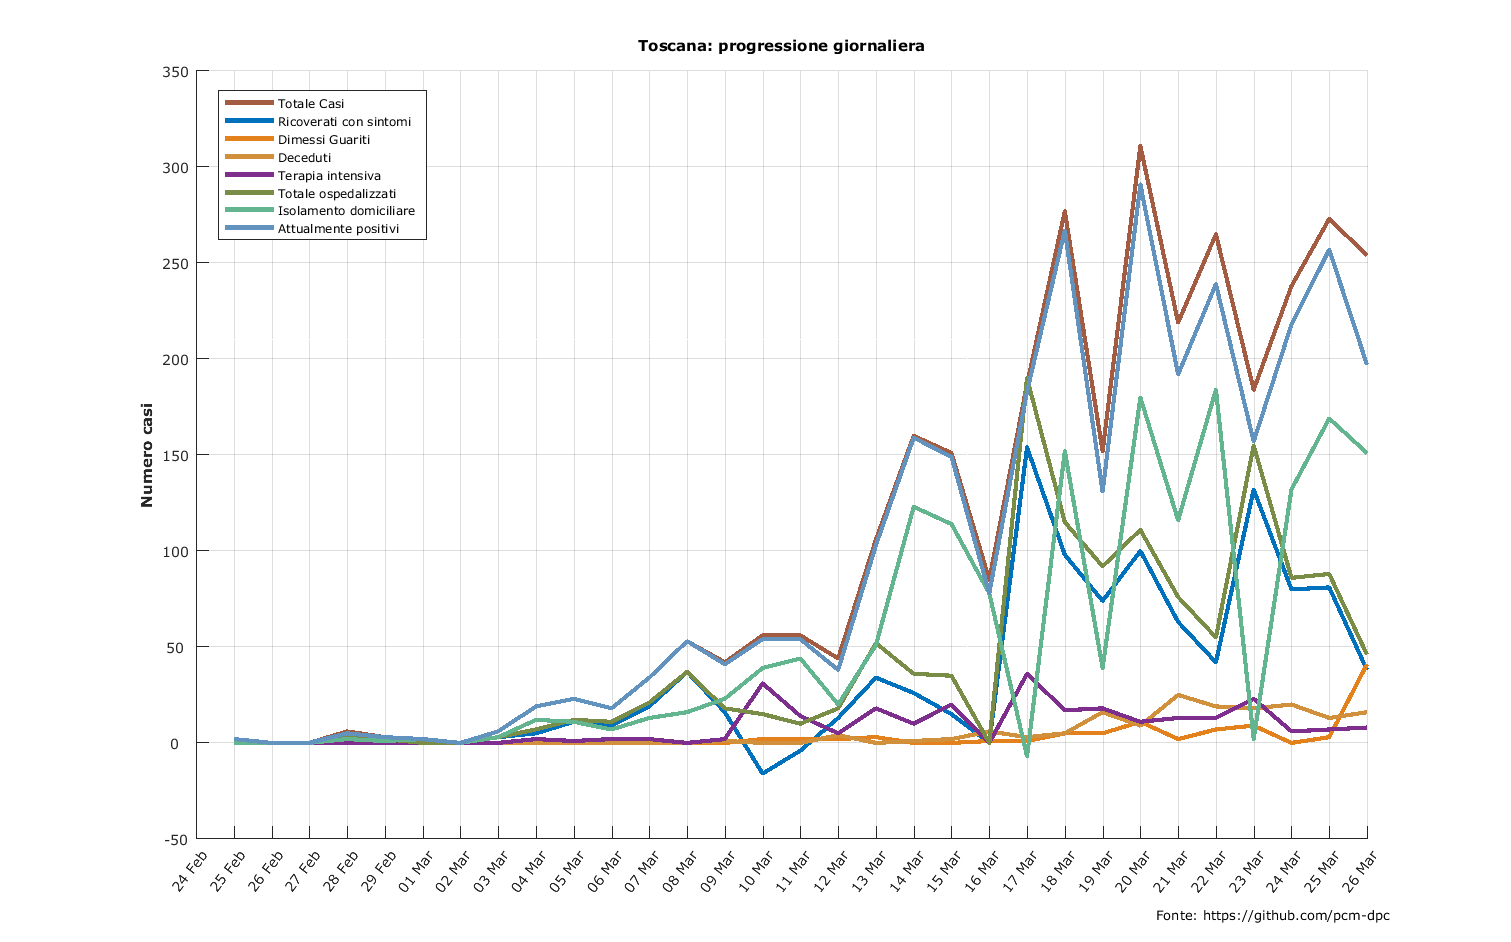 Toscana: progressione giornaliera
350
300
250
200
150
100
50
0
-50
Numero casi
Totale Casi
Ricoverati con sintomi
Dimessi Guariti
Deceduti
Terapia intensiva
Totale ospedalizzati
Isolamento domiciliare
Attualmente positivi
24 Feb
25 Feb
26 Feb
27 Feb
28 Feb
29 Feb
01 Mar
02 Mar
03 Mar
04 Mar
05 Mar
06 Mar
07 Mar
08 Mar
09 Mar
10 Mar
11 Mar
12 Mar
13 Mar
14 Mar
15 Mar
16 Mar
17 Mar
18 Mar
19 Mar
20 Mar
21 Mar
22 Mar
23 Mar
24 Mar
25 Mar
26 Mar
Fonte: https://github.com/pcm-dpc